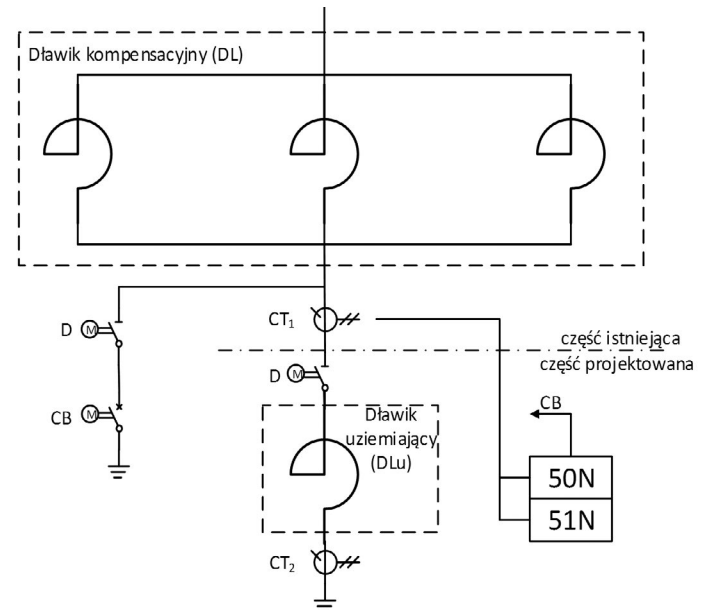 Dławik kompensacyjny (DL)
CT1
D
M
część istniejąca
część projektowana
D
M
CB
M
CB
Dławik
uziemiający
(DLu)
50N
51N
CT2